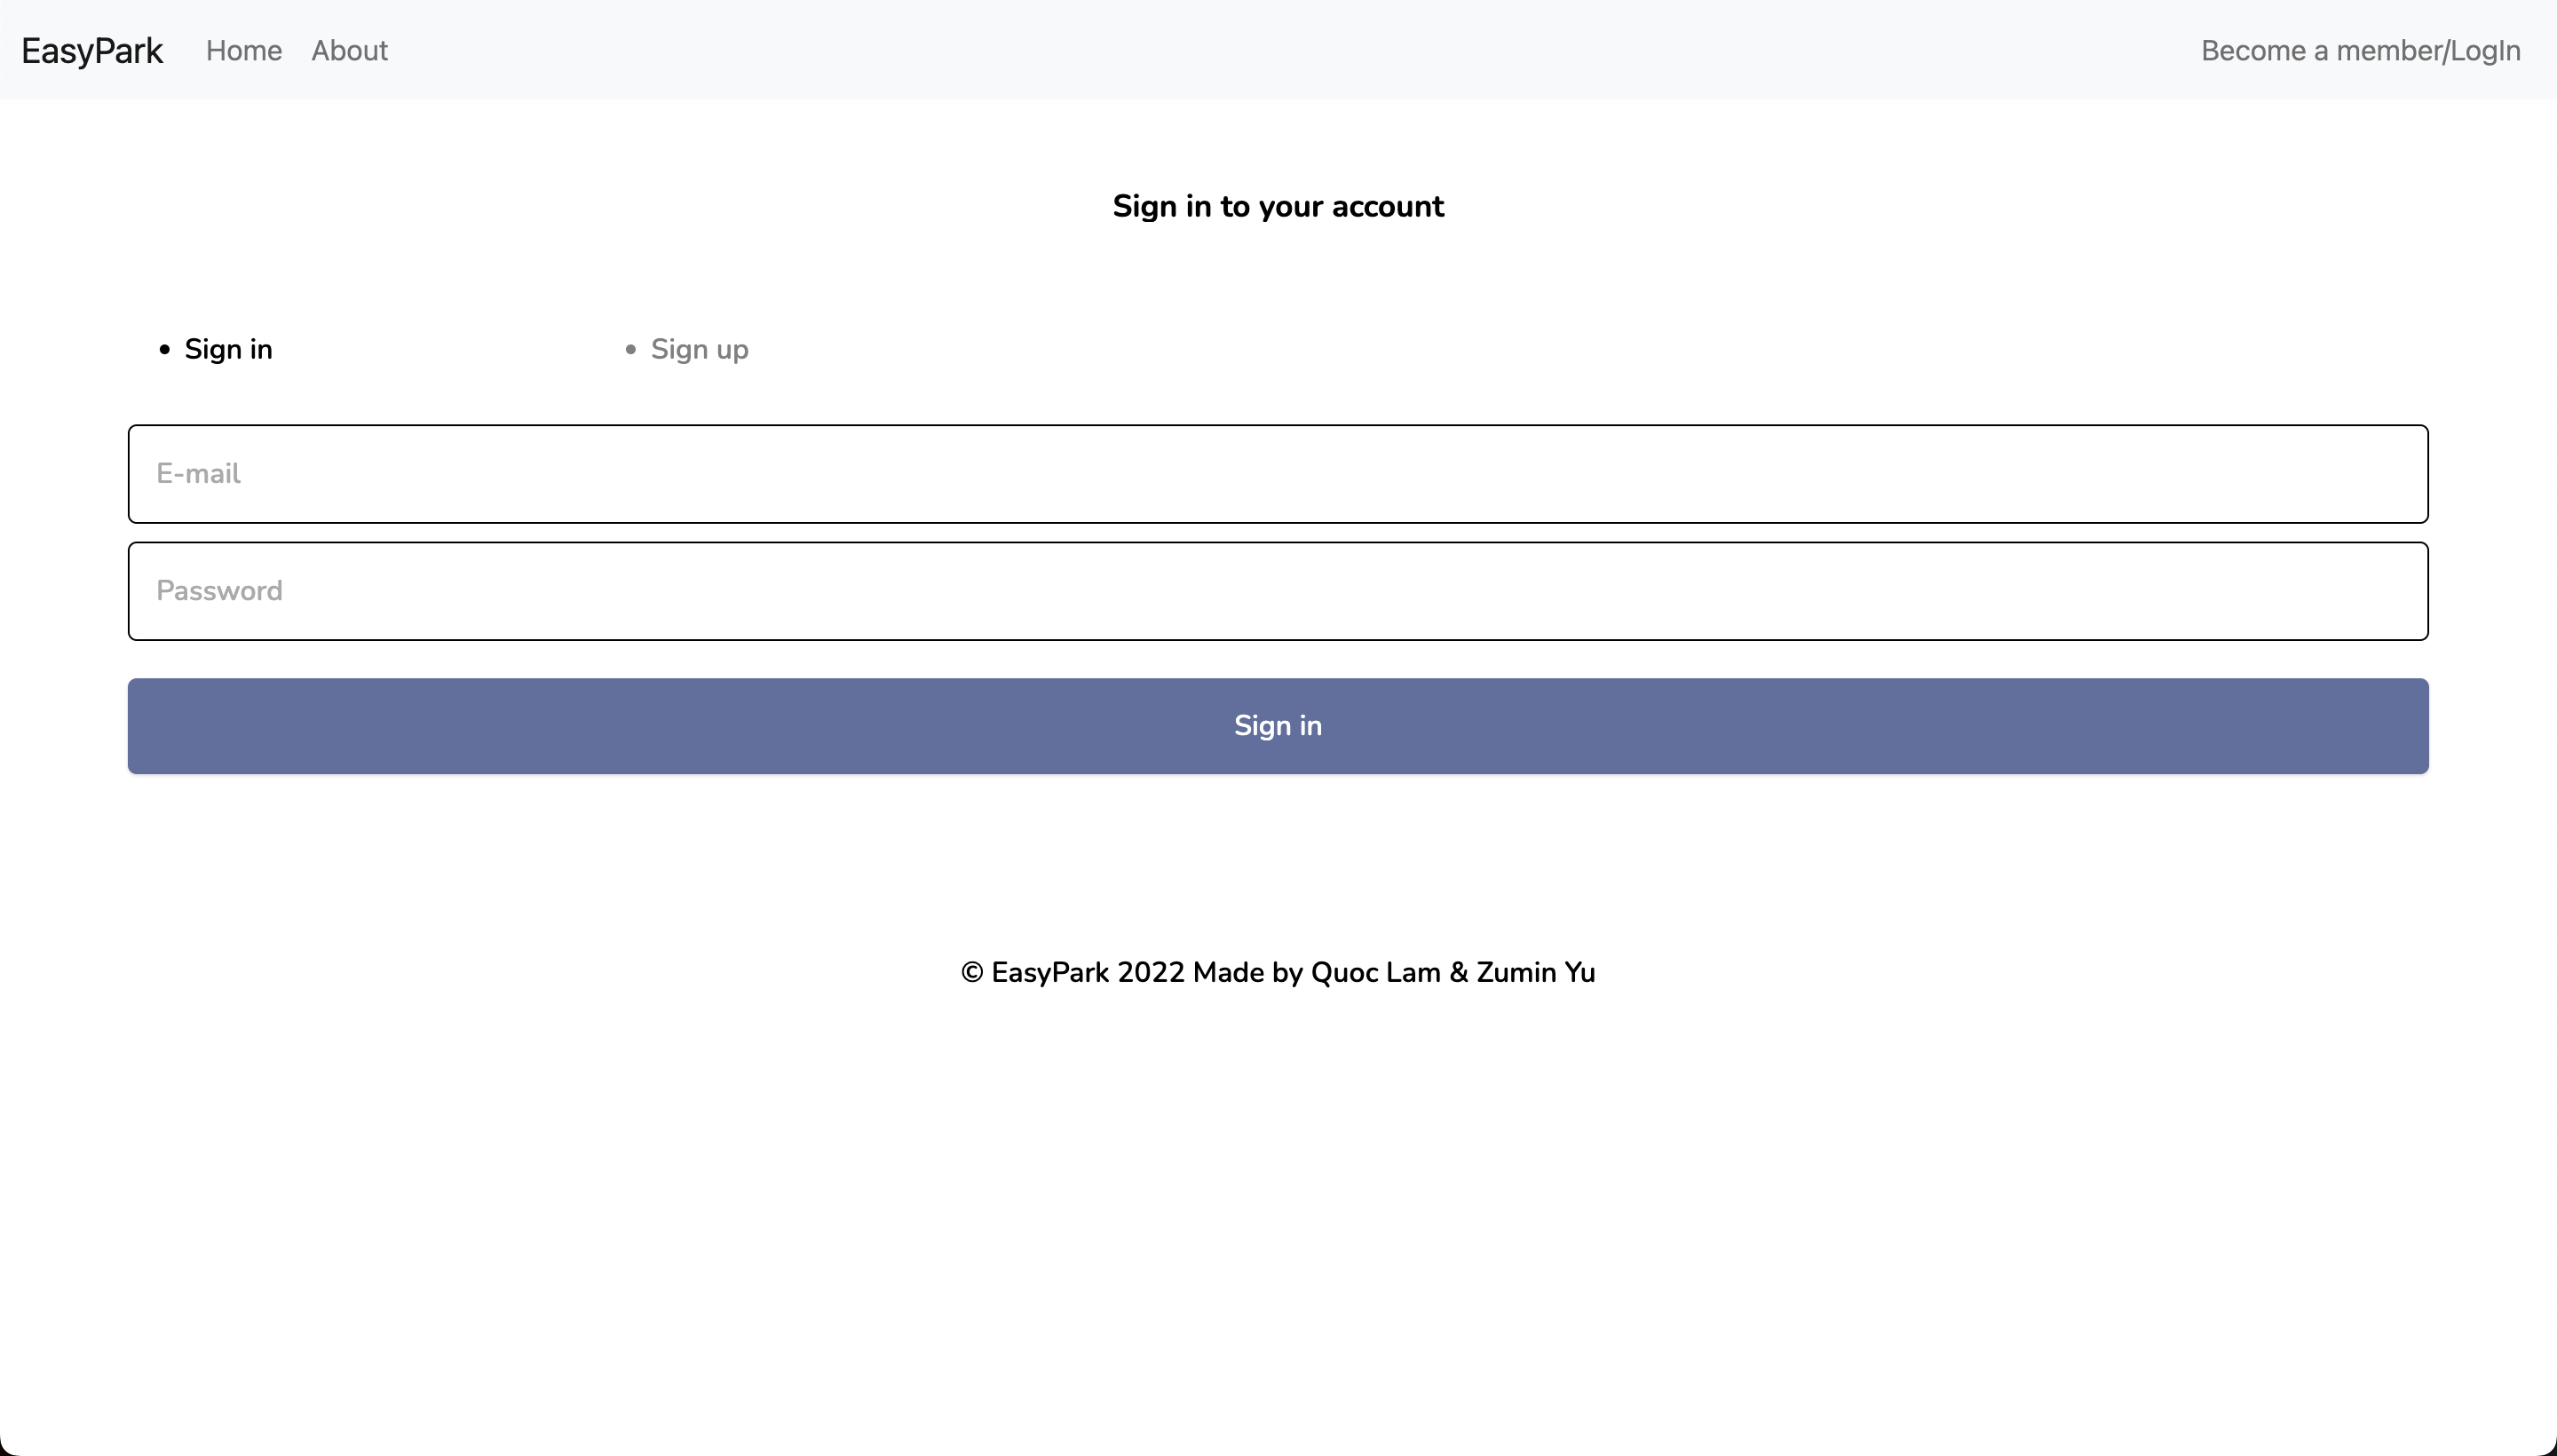 EasyPark Home About Become a member/LogIn
Sign in to your account
• Sign in • Sign up
E-mail
Password
Sign in
© EasyPark 2022 Made by Quoc Lam & Zumin Yu